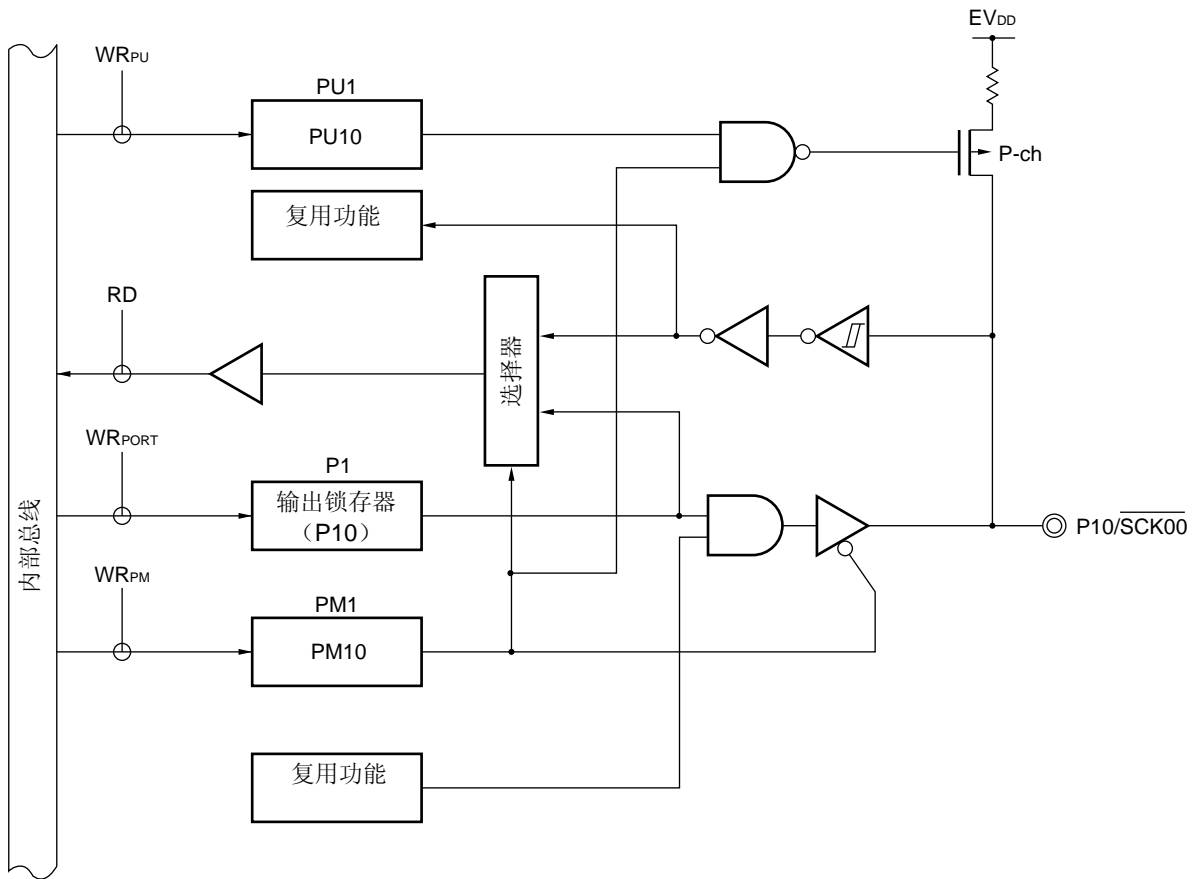 EVDD
WRPU
PU1
PU10
P-ch
复用功能
RD
选择器
WRPORT
P1
输出锁存器
（P10）
P10/SCK00
内部总线
WRPM
PM1
PM10
复用功能